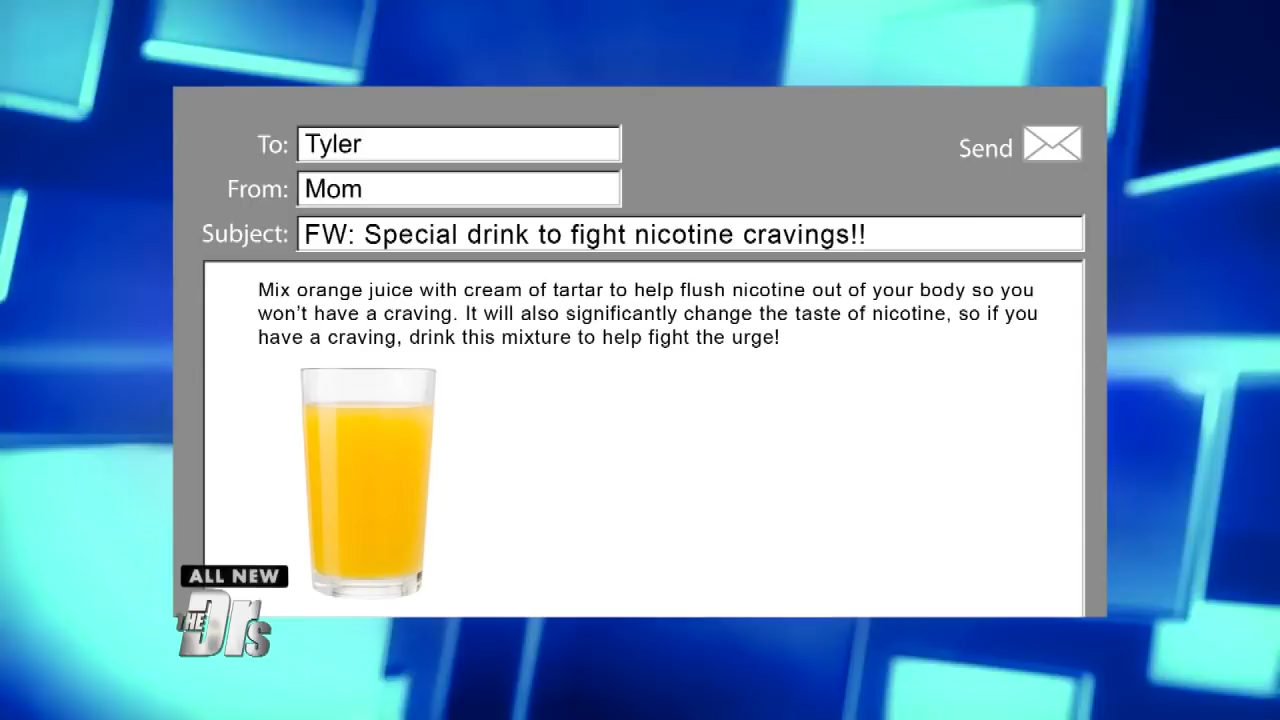 To: Tyler
Send
From: Mom
Subject: FW: Special drink to fight nicotine cravings!!
Mix orange juice with cream of tartar to help flush nicotine out of your body so you
won’t have a craving. It will also significantly change the taste of nicotine, so if you
have a craving, drink this mixture to help fight the urge!
ALL NEW
THE Drs